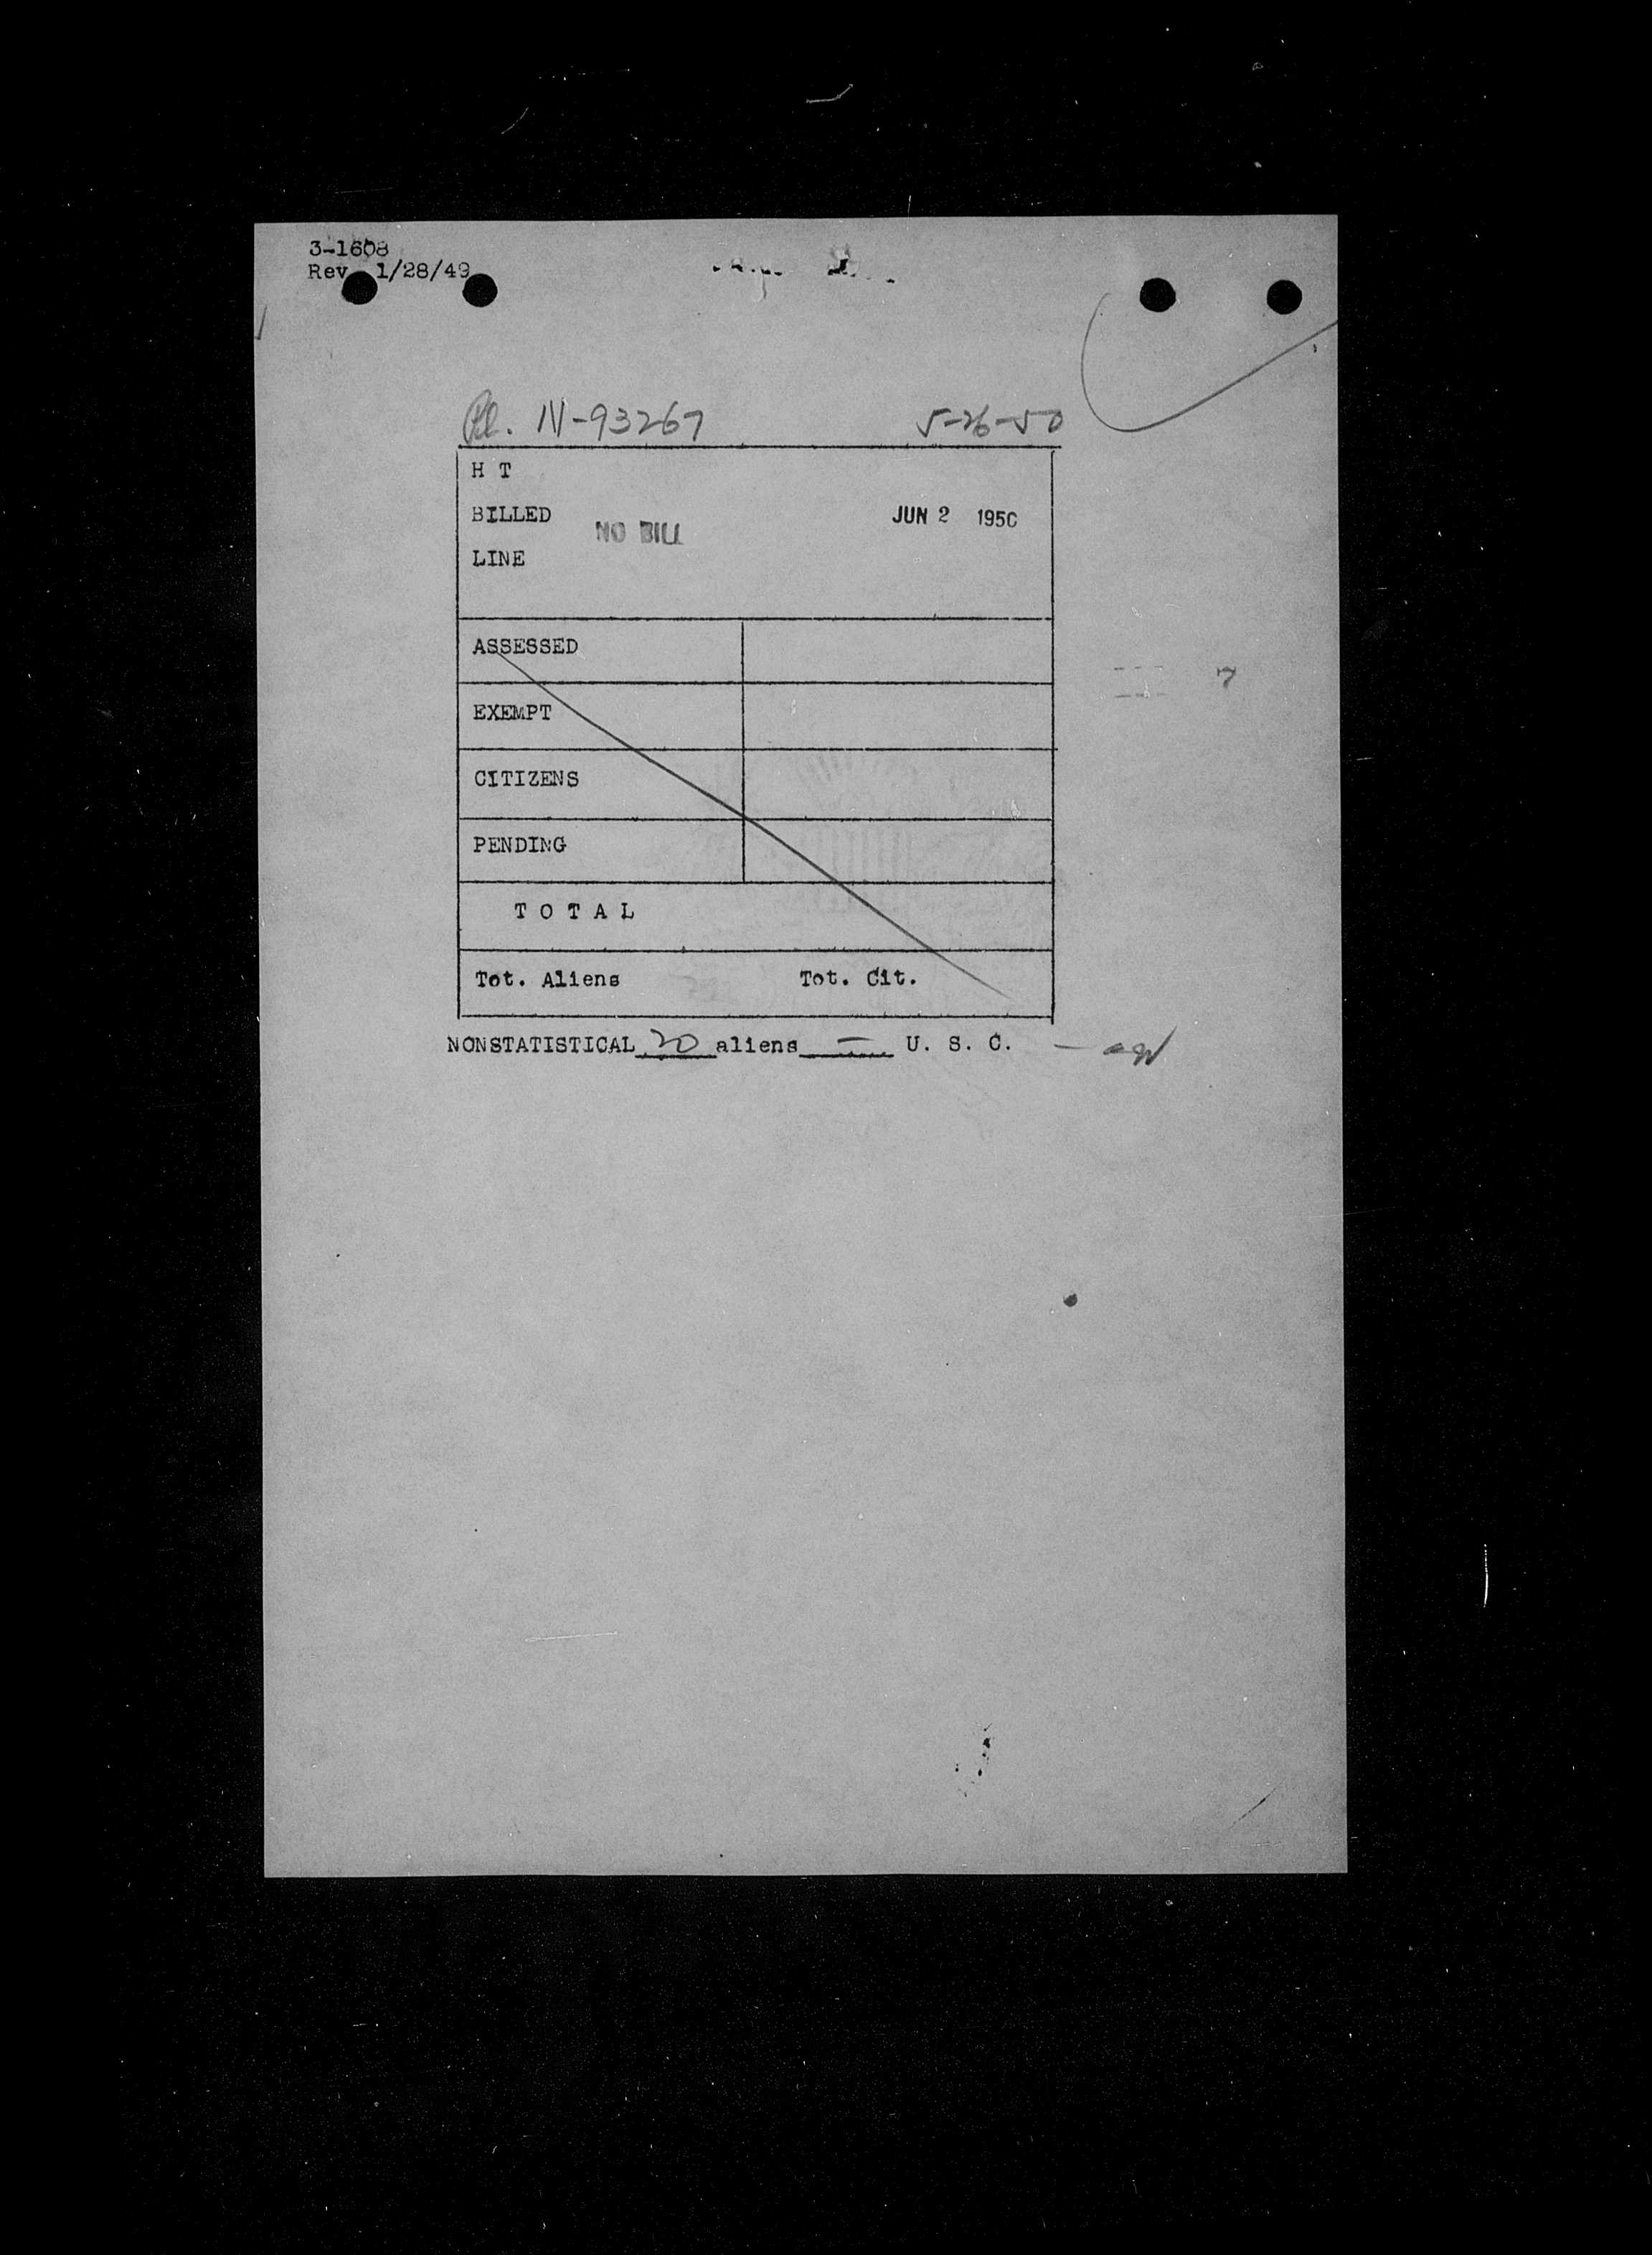 3-1608
Rev. 1/28/49
Pl. N-93267 5-26-50
H T
BILLED NO BILL JUN 2 1950
LINE
ASSESSED
EXEMPT
CITIZENS
PENDING
T O T A L
Tot. Aliens Tot. Cit.
NONSTATISTICAL 20 aliens — U. S. C. —